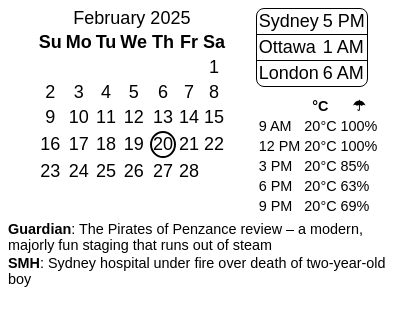 February 2025
Su Mo Tu We Th Fr Sa
1
2 3 4 5 6 7 8
9 10 11 12 13 14 15
16 17 18 19 20 21 22
23 24 25 26 27 28
Sydney 5 PM
Ottawa 1 AM
London 6 AM
°C ☂
9 AM 20°C 100%
12 PM 20°C 100%
3 PM 20°C 85%
6 PM 20°C 63%
9 PM 20°C 69%
Guardian: The Pirates of Penzance review – a modern,
majorly fun staging that runs out of steam
SMH: Sydney hospital under fire over death of two-year-old
boy